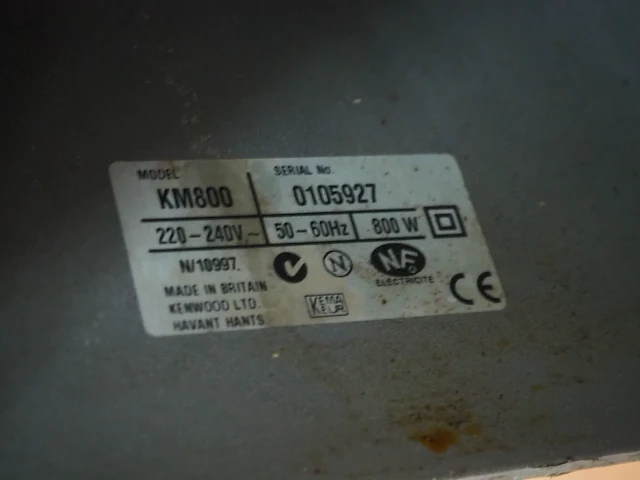 MODEL SERIAL No.
KM800 0105927
220-240V~ 50-60Hz 800 W
N/10997. N NF
ELECTRICITE
MADE IN BRITAIN
KENWOOD LTD. KEMA
HAVANT HANTS KEUR
CE